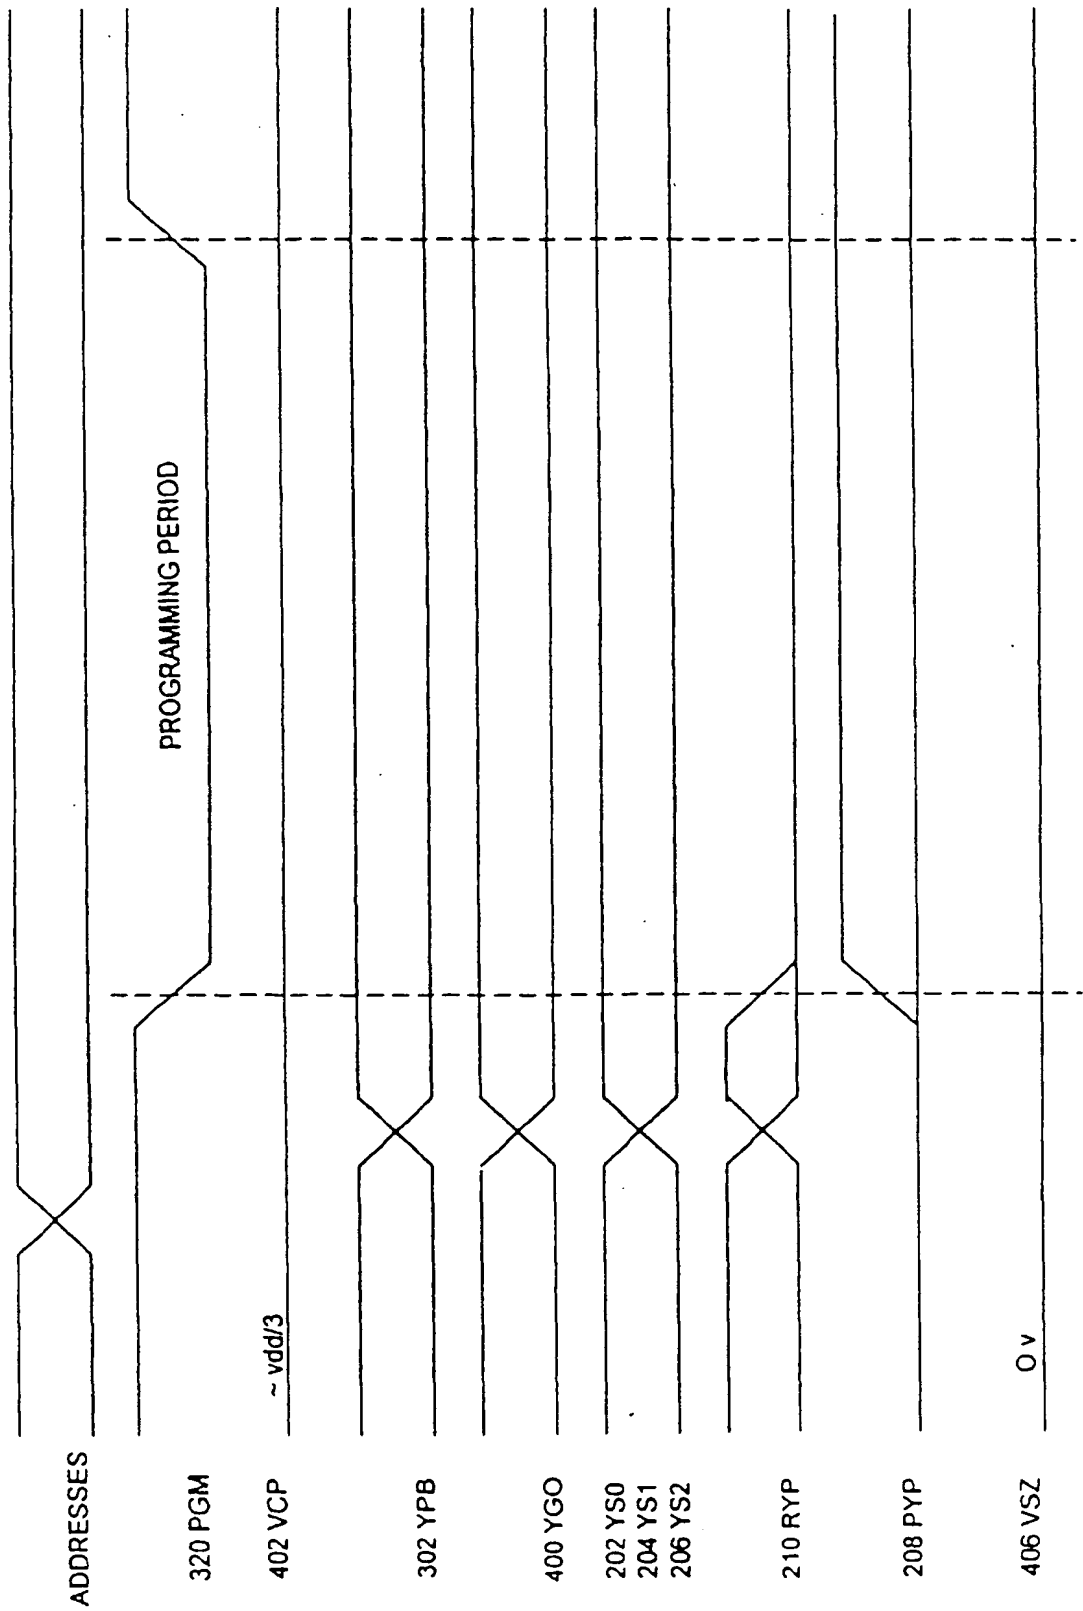 ADDRESSES
320 PGM
PROGRAMMING PERIOD
402 VCP
~ vdd/3
302 YPB
400 YGO
202 YS0
204 YS1
206 YS2
210 RYP
208 PYP
406 VSZ
O v